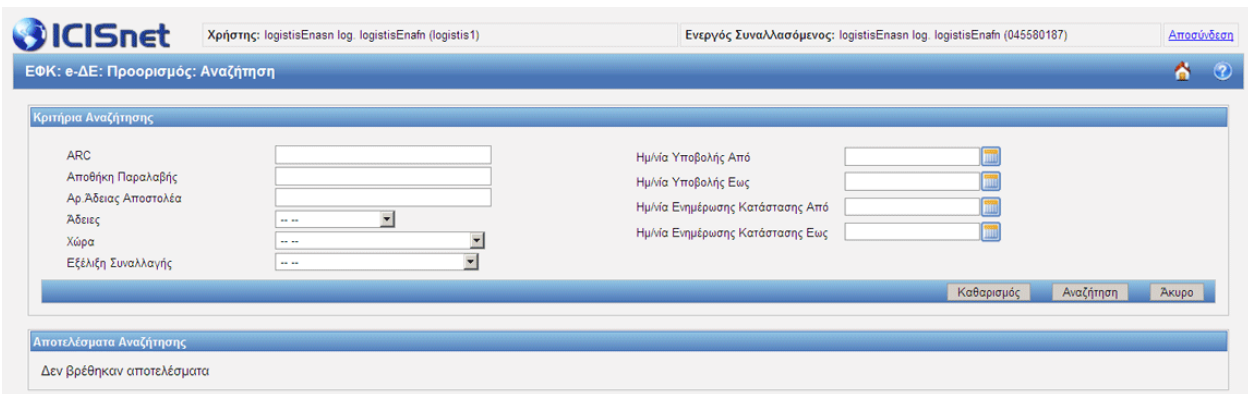 ICISnet Χρήστης: logistisEnasn log. logistisEnafn (logistis1) Ενεργός Συναλλασόμενος: logistisEnasn log. logistisEnafn (045580187) Αποσύνδεση
ΕΦΚ: e-ΔΕ: Προορισμός: Αναζήτηση
Κριτήρια Αναζήτησης
ARC
Αποθήκη Παραλαβής
Αρ.Άδειας Αποστολέα
Άδειες -- --
Χώρα -- --
Εξέλιξη Συναλλαγής -- --
Ημ/νία Υποβολής Από
Ημ/νία Υποβολής Εως
Ημ/νία Ενημέρωσης Κατάστασης Από
Ημ/νία Ενημέρωσης Κατάστασης Εως
Καθαρισμός Αναζήτηση Άκυρο
Αποτελέσματα Αναζήτησης
Δεν βρέθηκαν αποτελέσματα